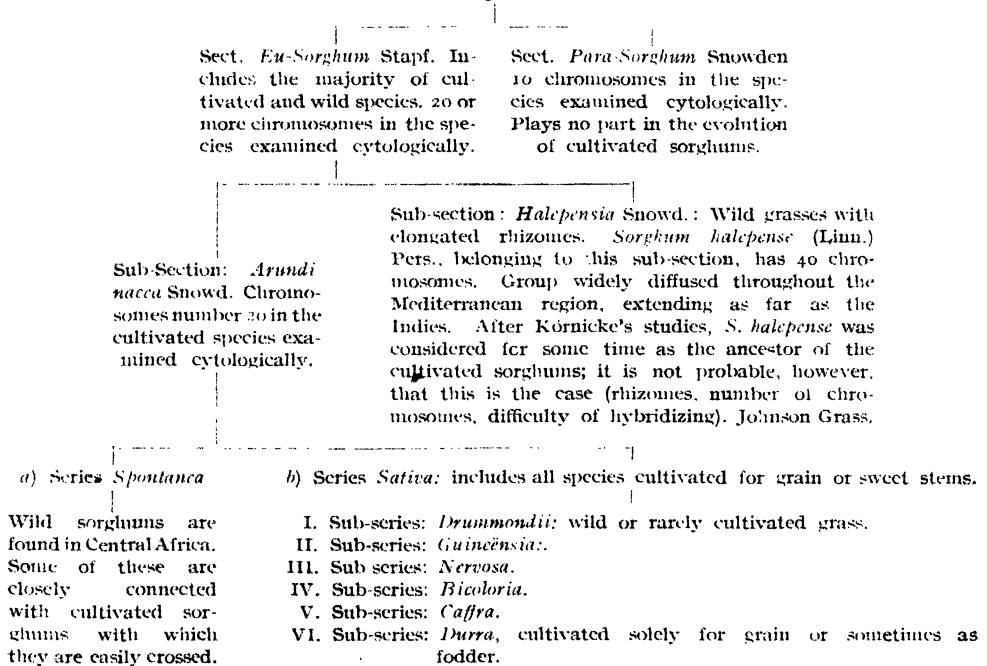 Sect. Eu-Sorghum Stapf. In-
cludes the majority of cul-
tivated and wild species. 20 or
more chromosomes in the spe-
cies examined cytologically.
Sect. Para-Sorghum Snowden
10 chromosomes in the spe-
cies examined cytologically.
Plays no part in the evolution
of cultivated sorghums.
Sub-section : Halepensia Snowd. : Wild grasses with
elongated rhizomes. Sorghum halepense (Linn.)
Pers., belonging to this sub-section, has 40 chro-
mosomes. Group widely diffused throughout the
Mediterranean region, extending as far as the
Indies. After Körnicke's studies, S. halepense was
considered for some time as the ancestor of the
cultivated sorghums; it is not probable, however,
that this is the case (rhizomes, number of chro-
mosomes, difficulty of hybridizing). Johnson Grass.
Sub-Section: Arundi
nacea Snowd. Chromo-
somes number 20 in the
cultivated species exa-
mined cytologically.
a) Series Spontanea
b) Series Sativa: includes all species cultivated for grain or sweet stems.
Wild sorghums are
found in Central Africa.
Some of these are
closely connected
with cultivated sor-
ghums with which
they are easily crossed.
I. Sub-series: Drummondii: wild or rarely cultivated grass.
II. Sub-series: Guineënsia:.
III. Sub series: Nervosa.
IV. Sub-series: Bicoloria.
V. Sub-series: Caffra.
VI. Sub-series: Durra, cultivated solely for grain or sometimes as
fodder.